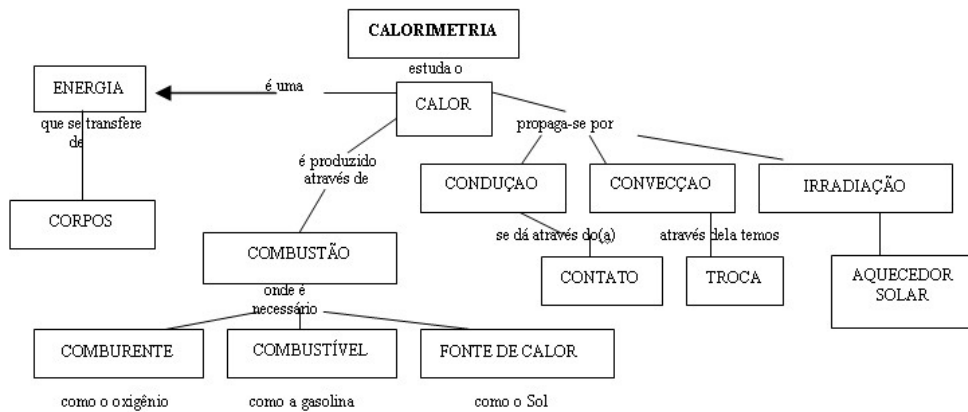 CALORIMETRIA
estuda o
ENERGIA
é uma
CALOR
que se transfere
de
propaga-se por
é produzido
através de
CONDUÇAO
CONVECÇAO
IRRADIAÇÃO
CORPOS
se dá através do(a)
através dela temos
COMBUSTÃO
CONTATO
TROCA
AQUECEDOR
SOLAR
onde é
necessário
COMBURENTE
COMBUSTÍVEL
FONTE DE CALOR
como o oxigênio
como a gasolina
como o Sol